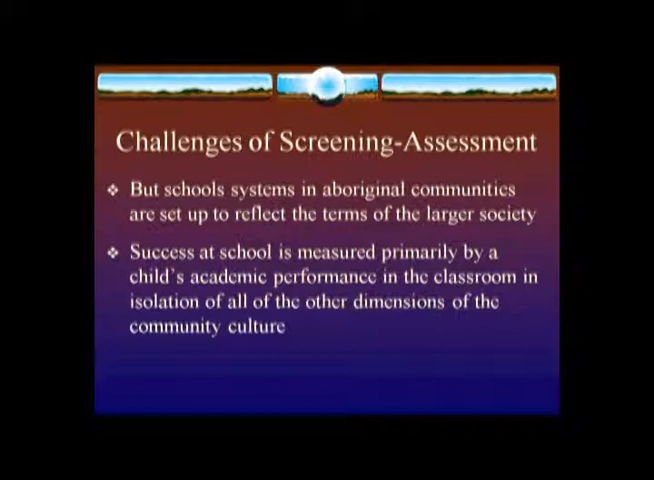 Challenges of Screening-Assessment
❖ But schools systems in aboriginal communities
are set up to reflect the terms of the larger society
❖ Success at school is measured primarily by a
child's academic performance in the classroom in
isolation of all of the other dimensions of the
community culture